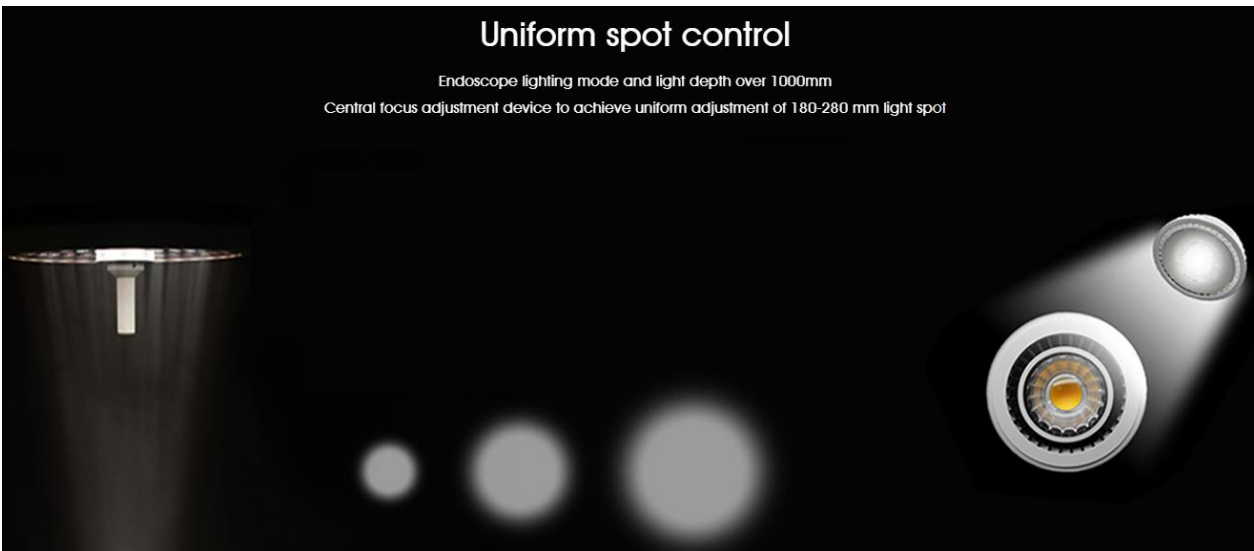 Uniform spot control
Endoscope lighting mode and light depth over 1000mm
Central focus adjustment device to achieve uniform adjustment of 180-280 mm light spot